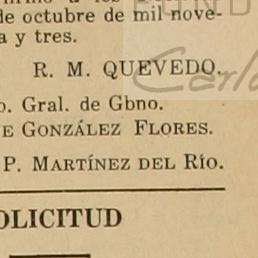 de octubre de mil nove-
a y tres.
R. M. QUEVEDO.
o. Gral. de Gbno.
E GONZÁLEZ FLORES.
P. MARTÍNEZ DEL Río.
OLICITUD